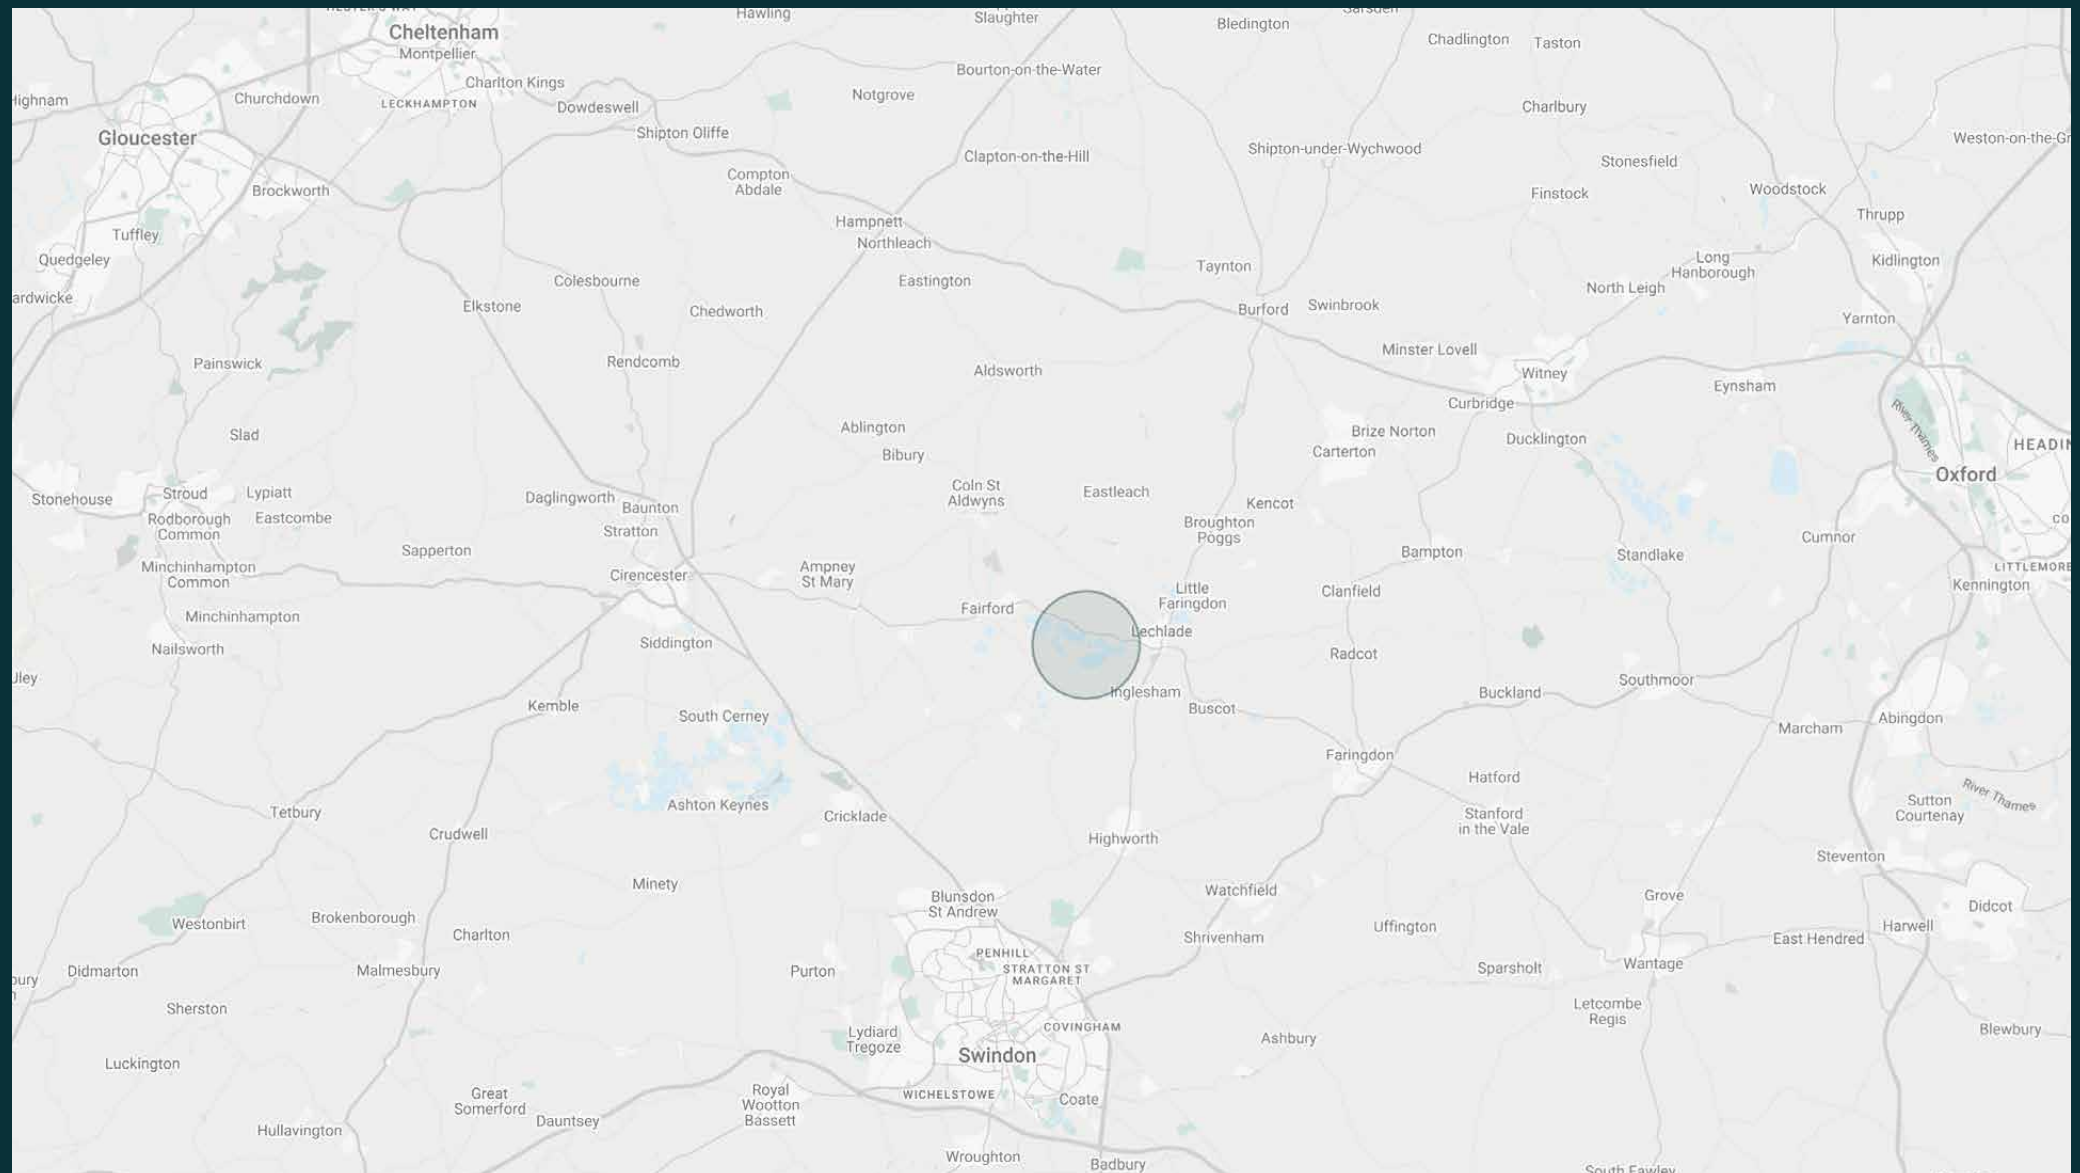 Cheltenham
Hawling
Slaughter
Bledington
Chadlington
Taston
Montpellier
Charlton Kings
Bourton-on-the-Water
Highnam
Churchdown
LECKHAMPTON
Dowdeswell
Notgrove
Charlbury
Gloucester
Shipton Oliffe
Clapton-on-the-Hill
Shipton-under-Wychwood
Stonesfield
Brockworth
Compton
Abdale
Finstock
Woodstock
Thrupp
Tuffley
Hampnett
Northleach
Quedgeley
Colesbourne
Eastington
Taynton
Long
Hanborough
Kidlington
North Leigh
ardwicke
Elkstone
Chedworth
Burford
Swinbrook
Yarnton
Painswick
Rendcomb
Aldsworth
Minster Lovell
Witney
Eynsham
Curbridge
River Thames
Slad
Ablington
Bibury
Brize Norton
Carterton
Ducklington
HEADIN
Oxford
Stonehouse
Stroud
Lypiatt
Daglingworth
Baunton
Coln St
Aldwyns
Eastleach
Kencot
Rodborough
Common
Eastcombe
Stratton
Broughton
Poggs
CO
Cumnor
Sapperton
Bampton
Standlake
Minchinhampton
Common
Cirencester
Ampney
St Mary
Little
Faringdon
Clanfield
LITTLEMORE
Kennington
Minchinhampton
Fairford
Lechlade
Nailsworth
Siddington
Radcot
Southmoor
Uley
Kemble
South Cerney
Inglesham
Buscot
Buckland
Marcham
Abingdon
Faringdon
Hatford
River Thames
Tetbury
Ashton Keynes
Cricklade
Stanford
in the Vale
Sutton
Courtenay
Crudwell
Highworth
Steventon
Minety
Blunsdon
St Andrew
Watchfield
Grove
Didcot
Westonbirt
Brokenborough
Charlton
Shrivenham
Uffington
East Hendred
Harwell
Didmarton
Malmesbury
Purton
PENHILL
STRATTON ST
MARGARET
Sparsholt
Wantage
bury
Sherston
Letcombe
Regis
Luckington
Lydiard
Tregoze
COVINGHAM
Swindon
Ashbury
Blewbury
Great
Somerford
Dauntsey
Royal
Wootton
Bassett
WICHELSTOWE
Coate
Hullavington
Wroughton
Badbury